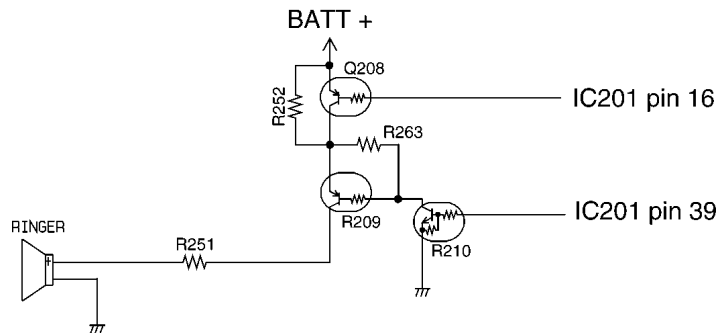 BATT +
Q208
R252
IC201 pin 16
R263
R209
IC201 pin 39
RINGER
R251
R210
+